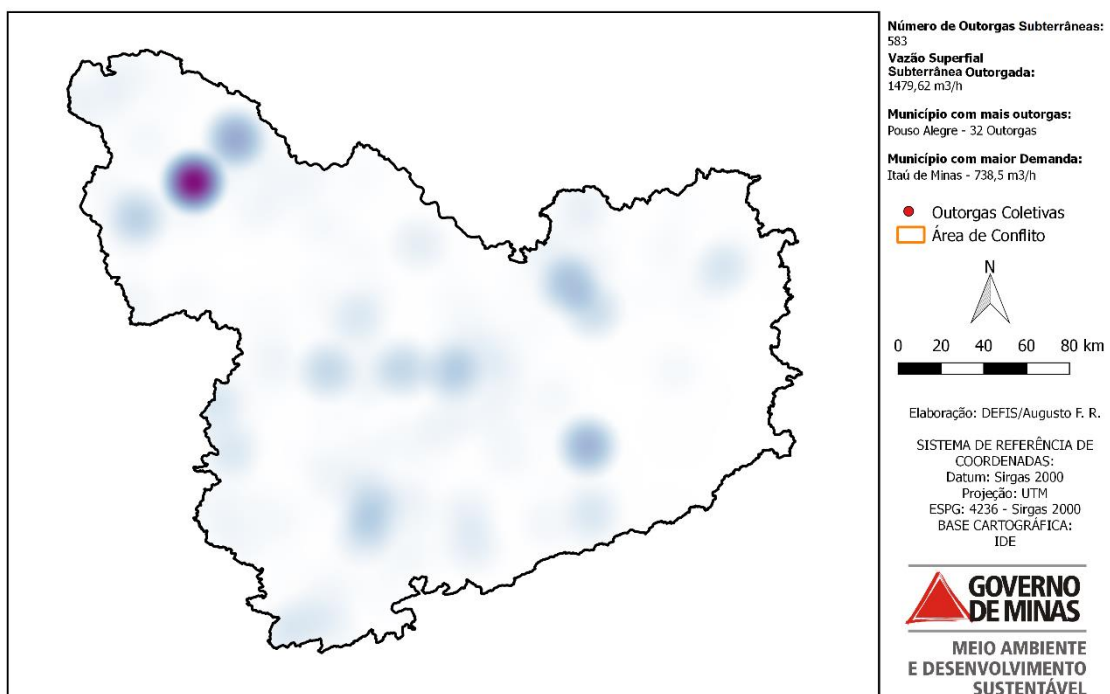 Número de Outorgas Subterrâneas:
583
Vazão Superfial
Subterrânea Outorgada:
1479,62 m3/h
Município com mais outorgas:
Pouso Alegre - 32 Outorgas
Município com maior Demanda:
Itaú de Minas - 738,5 m3/h
Outorgas Coletivas
Área de Conflito
N
0 20 40 60 80 km
Elaboração: DEFIS/Augusto F. R.
SISTEMA DE REFERÊNCIA DE
COORDENADAS:
Datum: Sirgas 2000
Projeção: UTM
ESPG: 4236 - Sirgas 2000
BASE CARTOGRÁFICA:
IDE
GOVERNO
DE MINAS
MEIO AMBIENTE
E DESENVOLVIMENTO
SUSTENTÁVEL